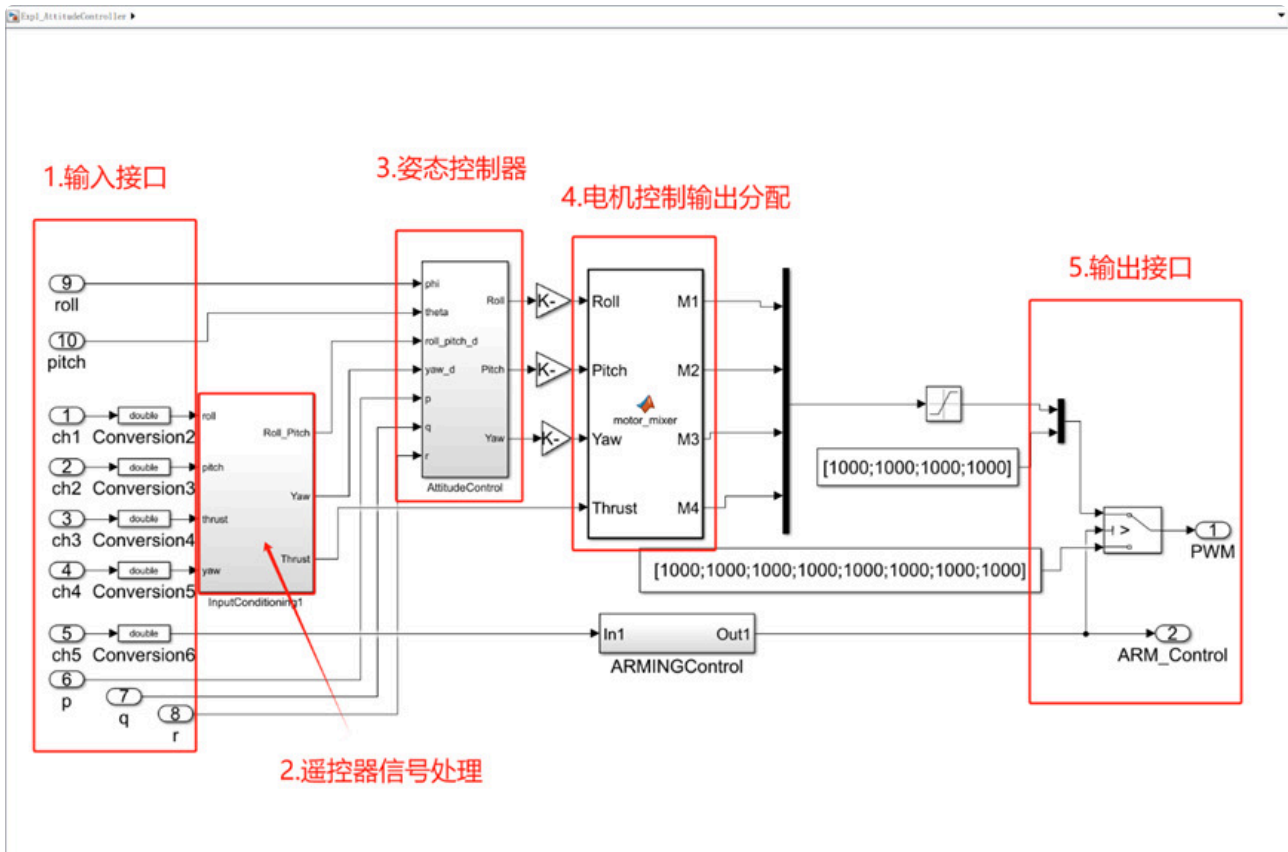 Exp1_AttitudeController
1.输入接口
3.姿态控制器
4.电机控制输出分配
5.输出接口
9
roll
10
pitch
1
ch1
double
Conversion2
2
ch2
double
Conversion3
3
ch3
double
Conversion4
4
ch4
double
Conversion5
5
ch5
double
Conversion6
6
p
7
q
8
r
roll
pitch
thrust
yaw
Roll_Pitch
Yaw
Thrust
InputConditioning1
2.遥控器信号处理
phi
theta
roll_pitch_d
yaw_d
p
q
r
Roll
Pitch
Yaw
AttitudeControl
K-
K-
K-
Roll
Pitch
Yaw
Thrust
motor_mixer
M1
M2
M3
M4
[1000;1000;1000;1000]
[1000;1000;1000;1000;1000;1000;1000;1000]
In1
Out1
ARMINGControl
>
1
PWM
2
ARM_Control